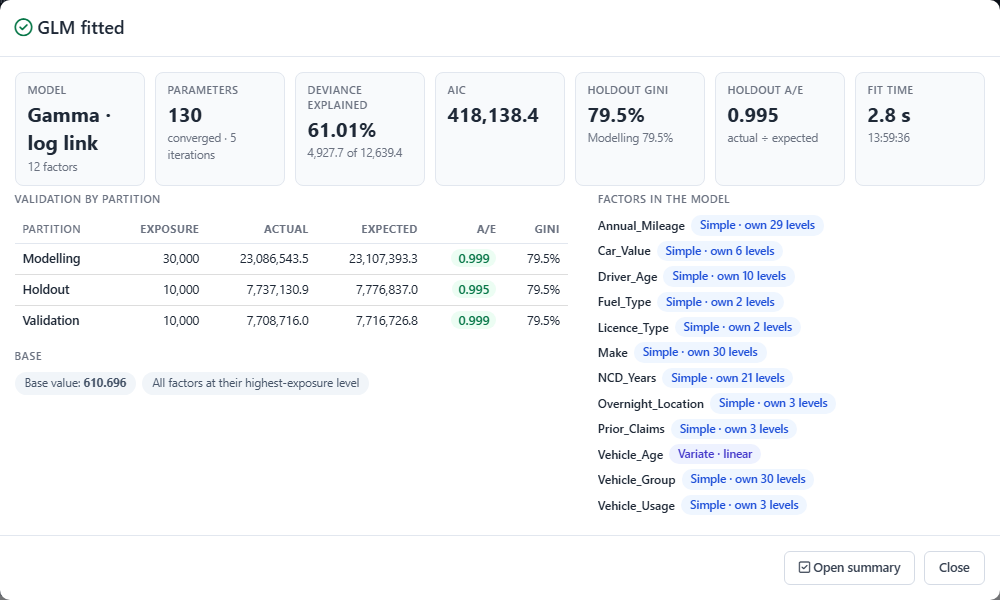 GLM fitted
MODEL
Gamma ·
log link
12 factors
PARAMETERS
130
converged · 5
iterations
DEVIANCE
EXPLAINED
61.01%
4,927.7 of 12,639.4
AIC
418,138.4
HOLDOUT GINI
79.5%
Modelling 79.5%
HOLDOUT A/E
0.995
actual ÷ expected
FIT TIME
2.8 s
13:59:36
VALIDATION BY PARTITION
PARTITION EXPOSURE ACTUAL EXPECTED A/E GINI
Modelling 30,000 23,086,543.5 23,107,393.3 0.999 79.5%
Holdout 10,000 7,737,130.9 7,776,837.0 0.995 79.5%
Validation 10,000 7,708,716.0 7,716,726.8 0.999 79.5%
BASE
Base value: 610.696 All factors at their highest-exposure level
FACTORS IN THE MODEL
Annual_Mileage Simple · own 29 levels
Car_Value Simple · own 6 levels
Driver_Age Simple · own 10 levels
Fuel_Type Simple · own 2 levels
Licence_Type Simple · own 2 levels
Make Simple · own 30 levels
NCD_Years Simple · own 21 levels
Overnight_Location Simple · own 3 levels
Prior_Claims Simple · own 3 levels
Vehicle_Age Variate · linear
Vehicle_Group Simple · own 30 levels
Vehicle_Usage Simple · own 3 levels
Open summary Close